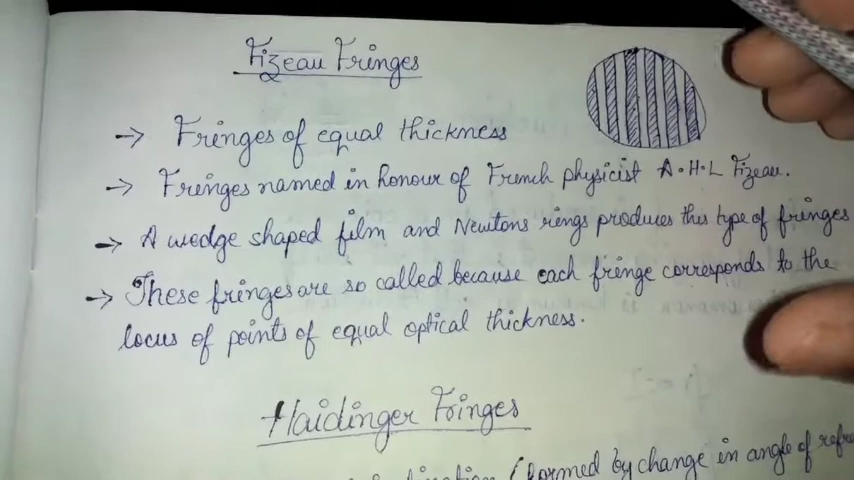 Fizeau Fringes
→ Fringes of equal thickness
→ Fringes named in honour of French physicist A.H.L Fizeau.
→ A wedge shaped film and Newtons rings produces this type of fringes
→ These fringes are so called because each fringe corresponds to the
locus of points of equal optical thickness.
Haidinger Fringes
(formed by change in angle of